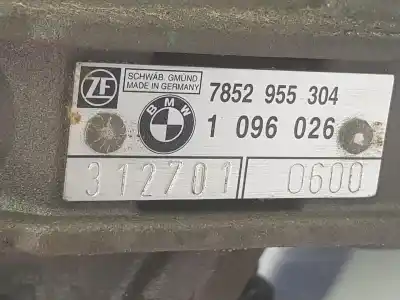 ZF
SCHWÄB. GMÜND
MADE IN GERMANY
7852 955 304
BMW
1 096 026
312701
0600